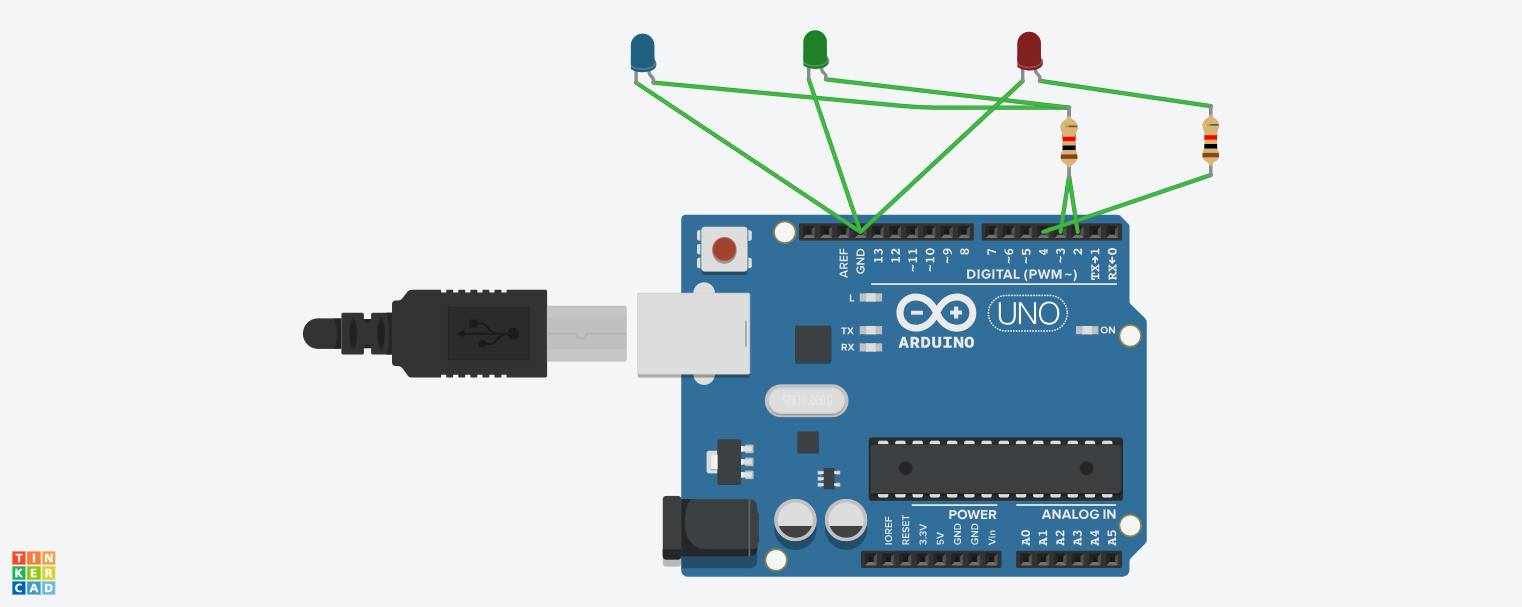 AREF
GND
13
12
~11
~10
~9
8
7
~6
~5
4
~3
2
TX→1
RX←0
DIGITAL (PWM~)
L
TX
RX
ARDUINO
UNO
ON
POWER
ANALOG IN
IOREF
RESET
3.3V
5V
GND
GND
Vin
A0
A1
A2
A3
A4
A5
TIN
KER
CAD